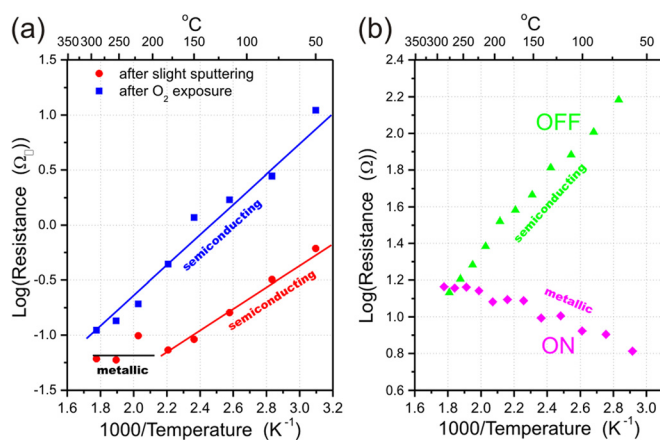 (a)
°C
350 300 250 200 150 100 50
after slight sputtering
after O₂ exposure
semiconducting
semiconducting
metallic
Log(Resistance (Ω□))
1.5
1.0
0.5
0.0
-0.5
-1.0
-1.5
1.6 1.8 2.0 2.2 2.4 2.6 2.8 3.0 3.2
1000/Temperature (K⁻¹)
(b)
°C
350 300 250 200 150 100 50
OFF
semiconducting
metallic
ON
Log(Resistance (Ω))
2.4
2.2
2.0
1.8
1.6
1.4
1.2
1.0
0.8
0.6
1.6 1.8 2.0 2.2 2.4 2.6 2.8 3.0 3.2
1000/Temperature (K⁻¹)